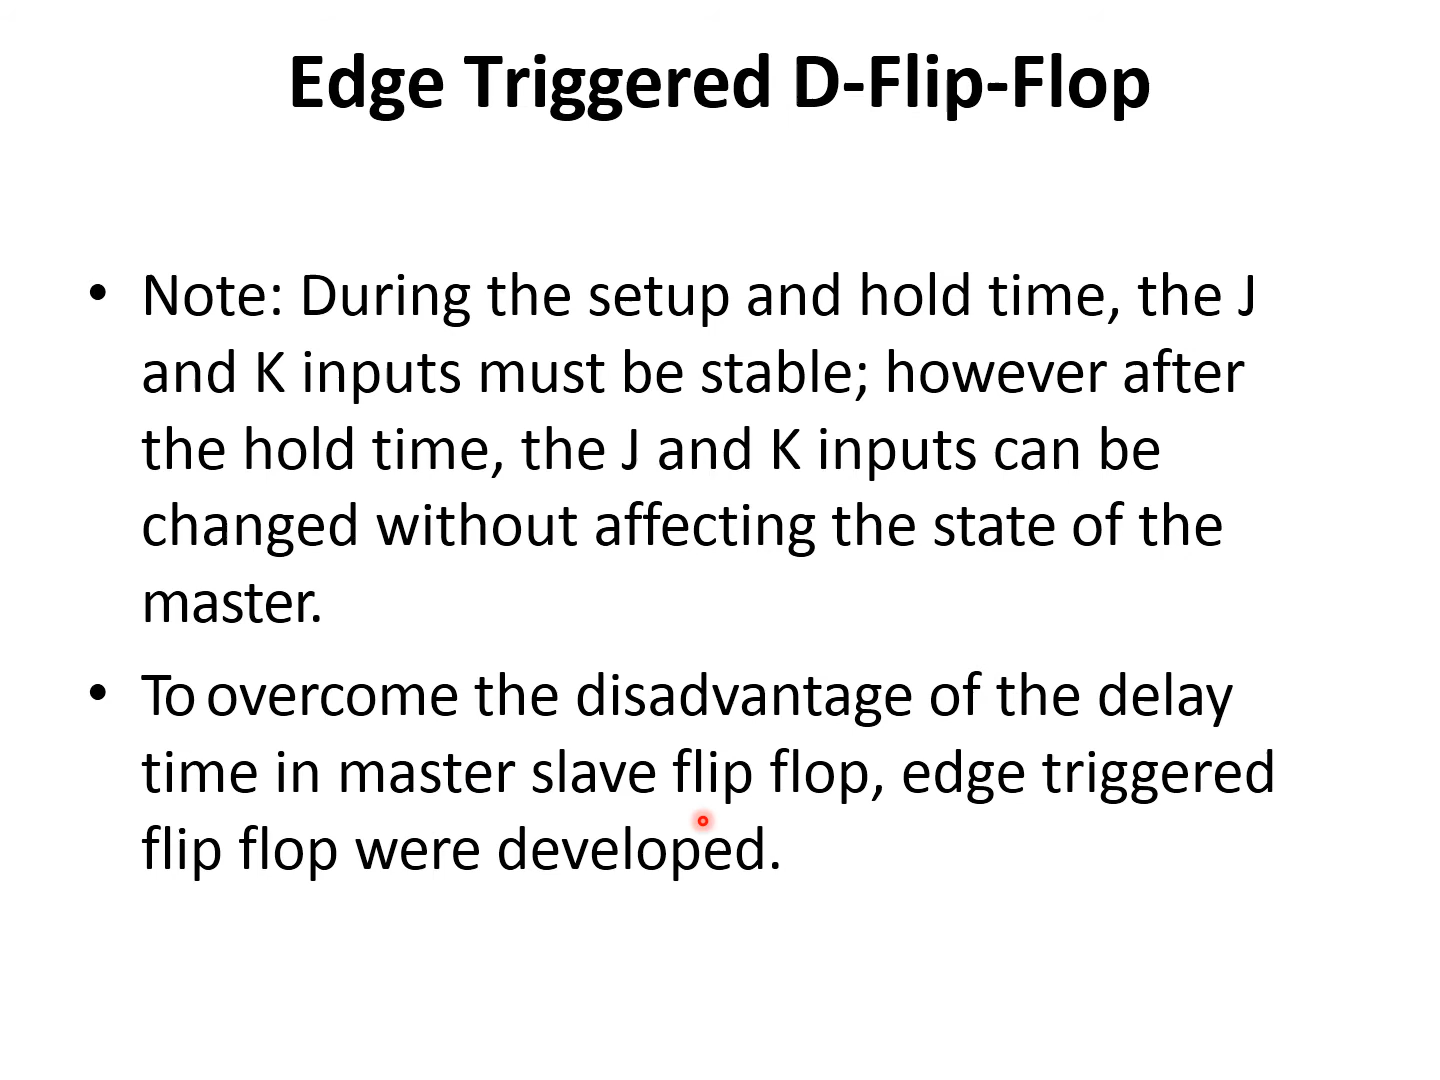 Edge Triggered D-Flip-Flop
• Note: During the setup and hold time, the J
and K inputs must be stable; however after
the hold time, the J and K inputs can be
changed without affecting the state of the
master.
• To overcome the disadvantage of the delay
time in master slave flip flop, edge triggered
flip flop were developed.